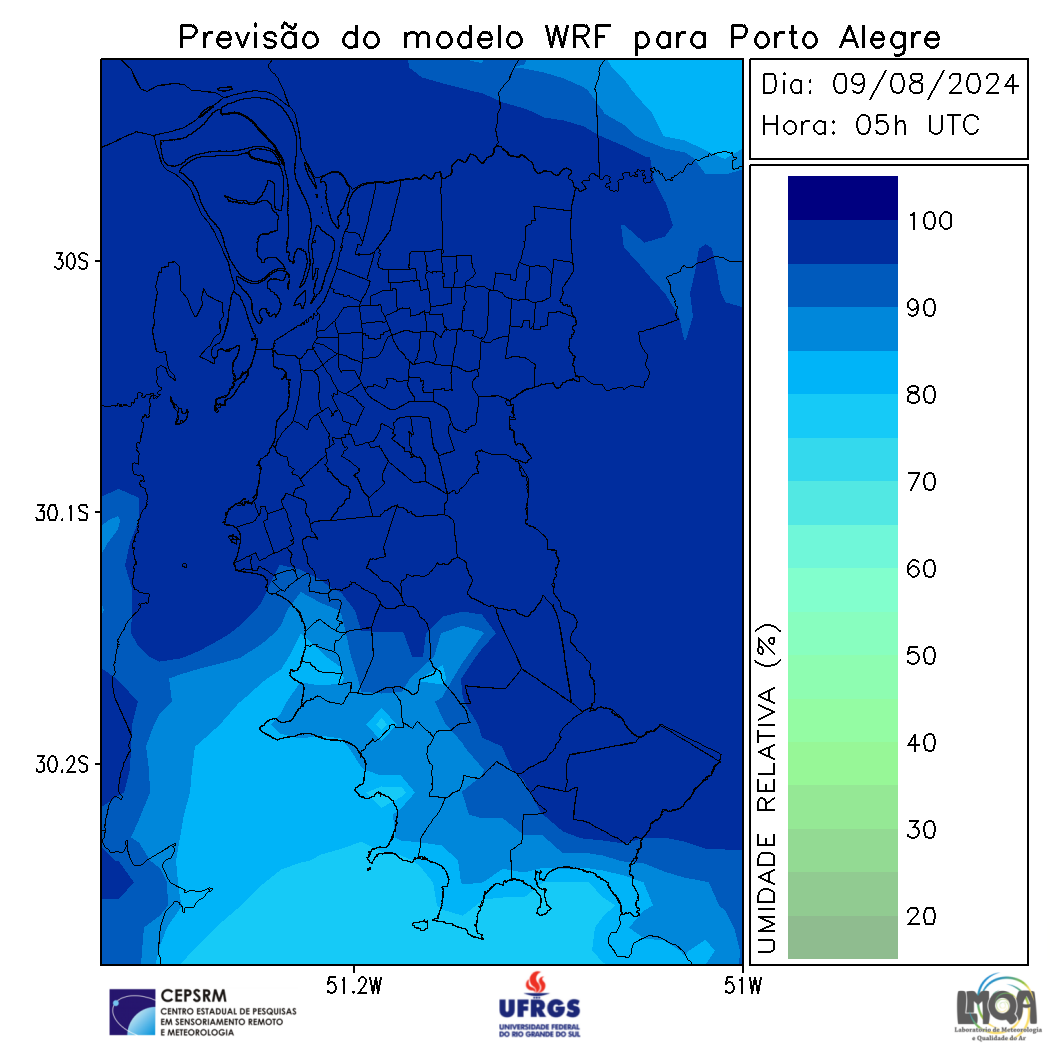 Previsão do modelo WRF para Porto Alegre
Dia: 09/08/2024
Hora: 05h UTC
100
90
80
70
60
50
40
30
20
UMIDADE RELATIVA (%)
30S
30.1S
30.2S
51.2W
51W
CEPSRM
CENTRO ESTADUAL DE PESQUISAS
EM SENSORIAMENTO REMOTO
E METEOROLOGIA
UFRGS
UNIVERSIDADE FEDERAL
DO RIO GRANDE DO SUL
LMQA
Laboratório de Meteorologia
e Qualidade do Ar